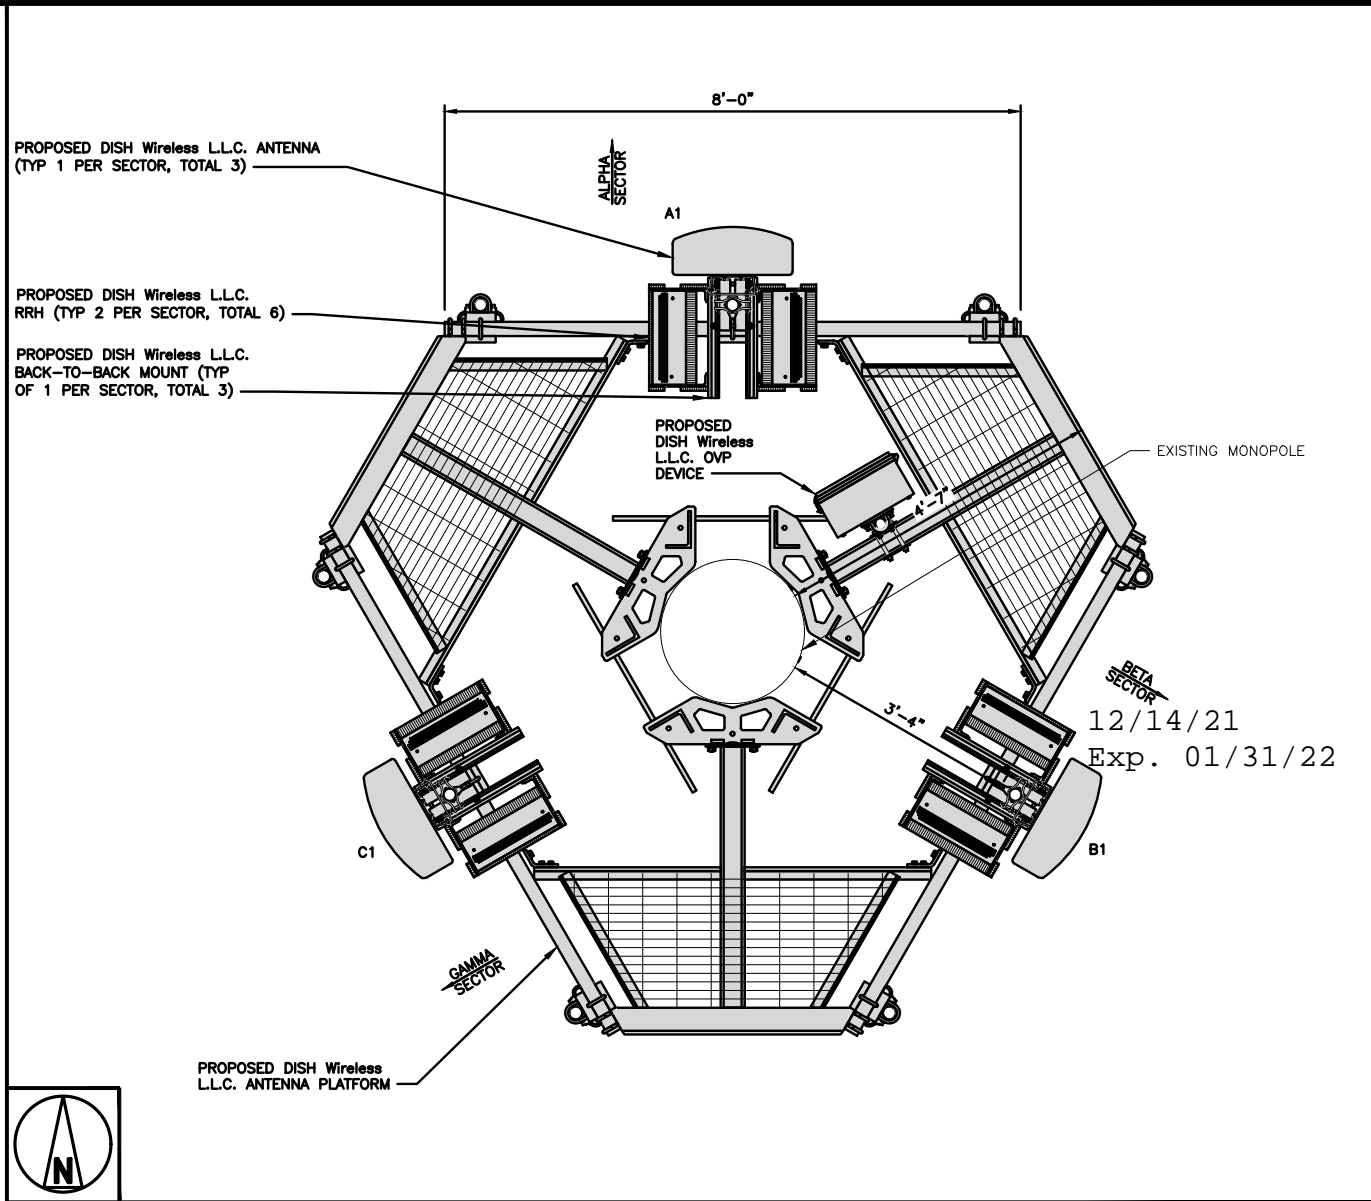 8'-0"
PROPOSED DISH Wireless L.L.C. ANTENNA
(TYP 1 PER SECTOR, TOTAL 3)
ALPHA
SECTOR
A1
PROPOSED DISH Wireless L.L.C.
RRH (TYP 2 PER SECTOR, TOTAL 6)
PROPOSED DISH Wireless L.L.C.
BACK-TO-BACK MOUNT (TYP
OF 1 PER SECTOR, TOTAL 3)
PROPOSED
DISH Wireless
L.L.C. OVP
DEVICE
EXISTING MONOPOLE
4'-7"
BETA
SECTOR
3'-4"
12/14/21
Exp. 01/31/22
C1
B1
GAMMA
SECTOR
PROPOSED DISH Wireless
L.L.C. ANTENNA PLATFORM
N